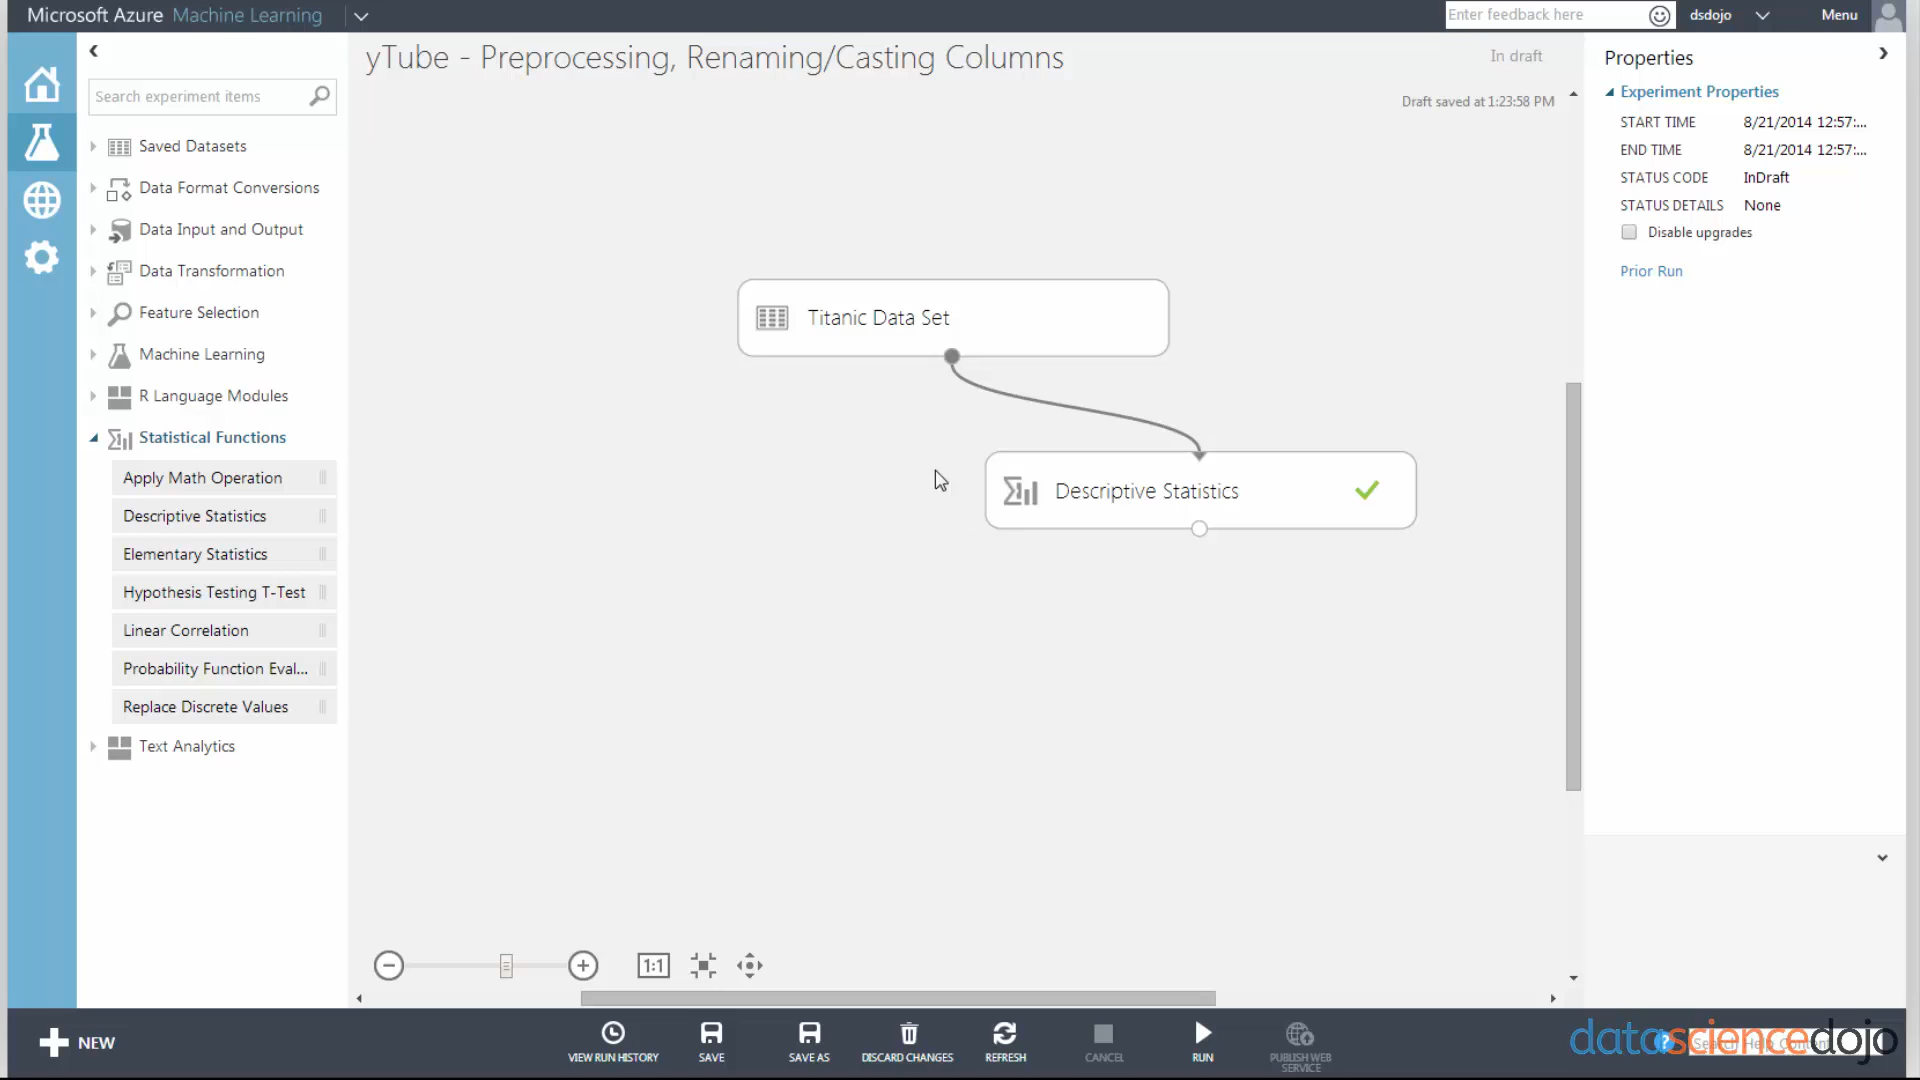 Microsoft Azure Machine Learning
Enter feedback here
dsdojo
Menu
Search experiment items
Saved Datasets
Data Format Conversions
Data Input and Output
Data Transformation
Feature Selection
Machine Learning
R Language Modules
Statistical Functions
Apply Math Operation
Descriptive Statistics
Elementary Statistics
Hypothesis Testing T-Test
Linear Correlation
Probability Function Eval...
Replace Discrete Values
Text Analytics
yTube - Preprocessing, Renaming/Casting Columns
In draft
Draft saved at 1:23:58 PM
Titanic Data Set
Descriptive Statistics
1:1
Properties
Experiment Properties
START TIME 8/21/2014 12:57:...
END TIME 8/21/2014 12:57:...
STATUS CODE InDraft
STATUS DETAILS None
Disable upgrades
Prior Run
NEW
VIEW RUN HISTORY
SAVE
SAVE AS
DISCARD CHANGES
REFRESH
CANCEL
RUN
PUBLISH WEB
SERVICE
?
Search Help Content
datasciencedojo